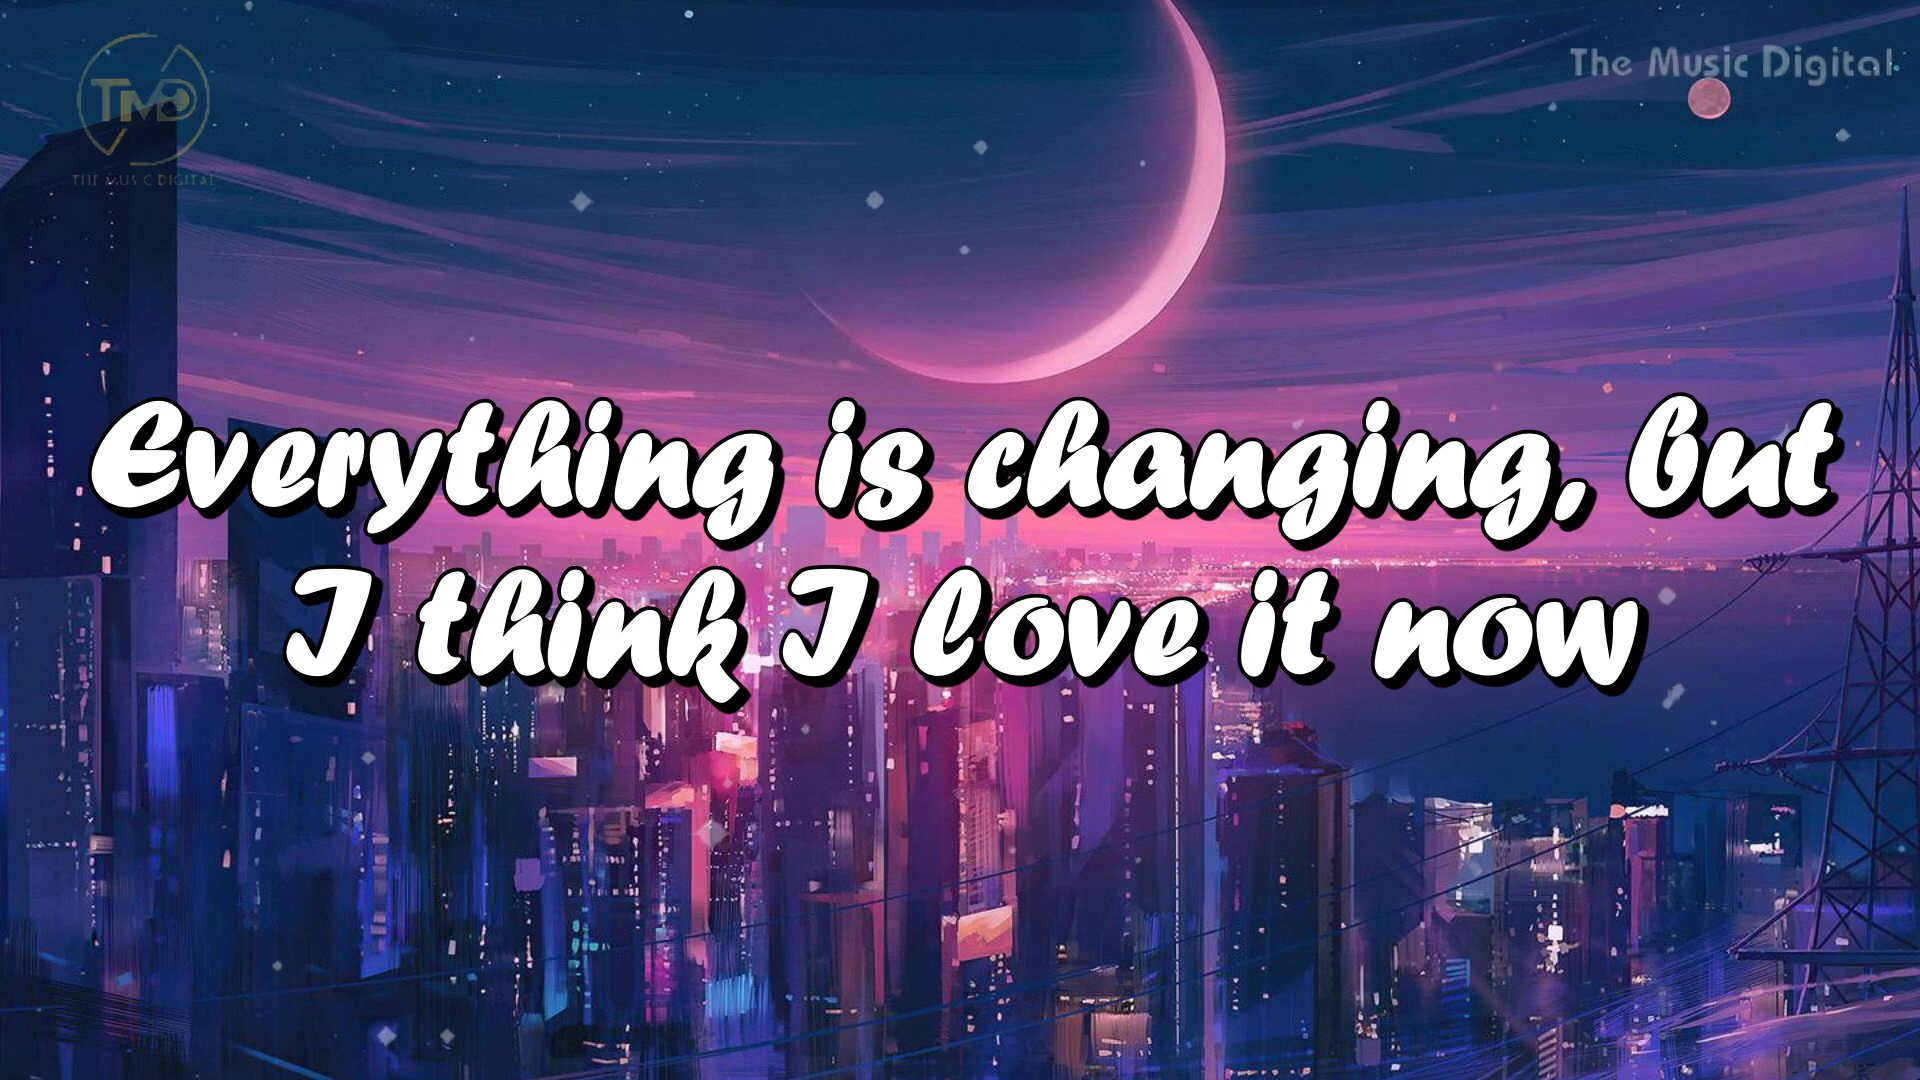 TMD
THE MUSIC DIGITAL
The Music Digital
Everything is changing, but
I think I love it now